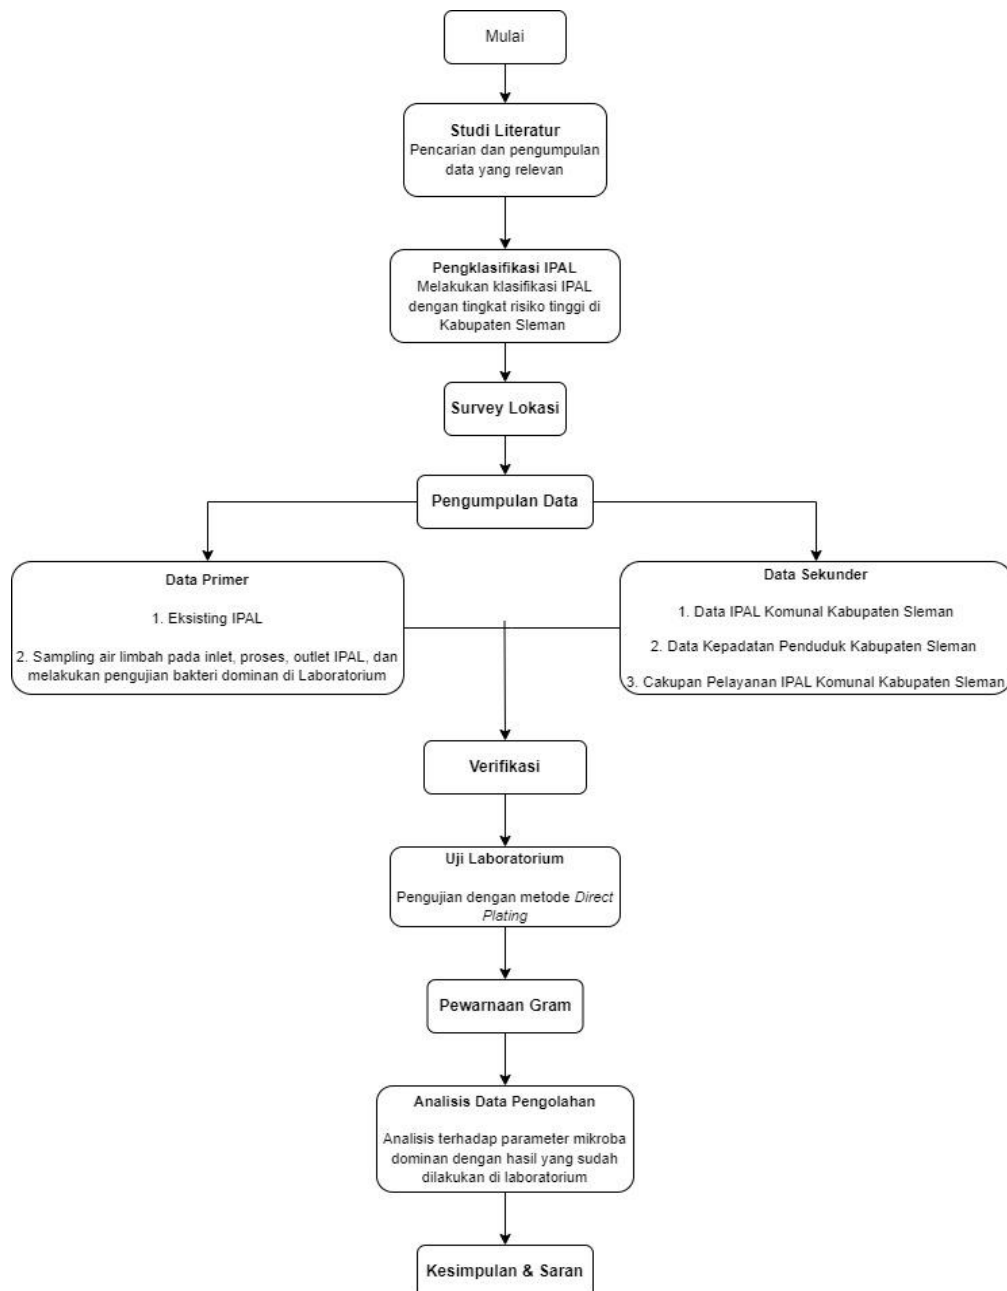 Mulai
Studi Literatur
Pencarian dan pengumpulan
data yang relevan
Pengklasifikasi IPAL
Melakukan klasifikasi IPAL
dengan tingkat risiko tinggi di
Kabupaten Sleman
Survey Lokasi
Pengumpulan Data
Data Primer
1. Eksisting IPAL
2. Sampling air limbah pada inlet, proses, outlet IPAL, dan
melakukan pengujian bakteri dominan di Laboratorium
Data Sekunder
1. Data IPAL Komunal Kabupaten Sleman
2. Data Kepadatan Penduduk Kabupaten Sleman
3. Cakupan Pelayanan IPAL Komunal Kabupaten Sleman
Verifikasi
Uji Laboratorium
Pengujian dengan metode Direct
Plating
Pewarnaan Gram
Analisis Data Pengolahan
Analisis terhadap parameter mikroba
dominan dengan hasil yang sudah
dilakukan di laboratorium
Kesimpulan & Saran